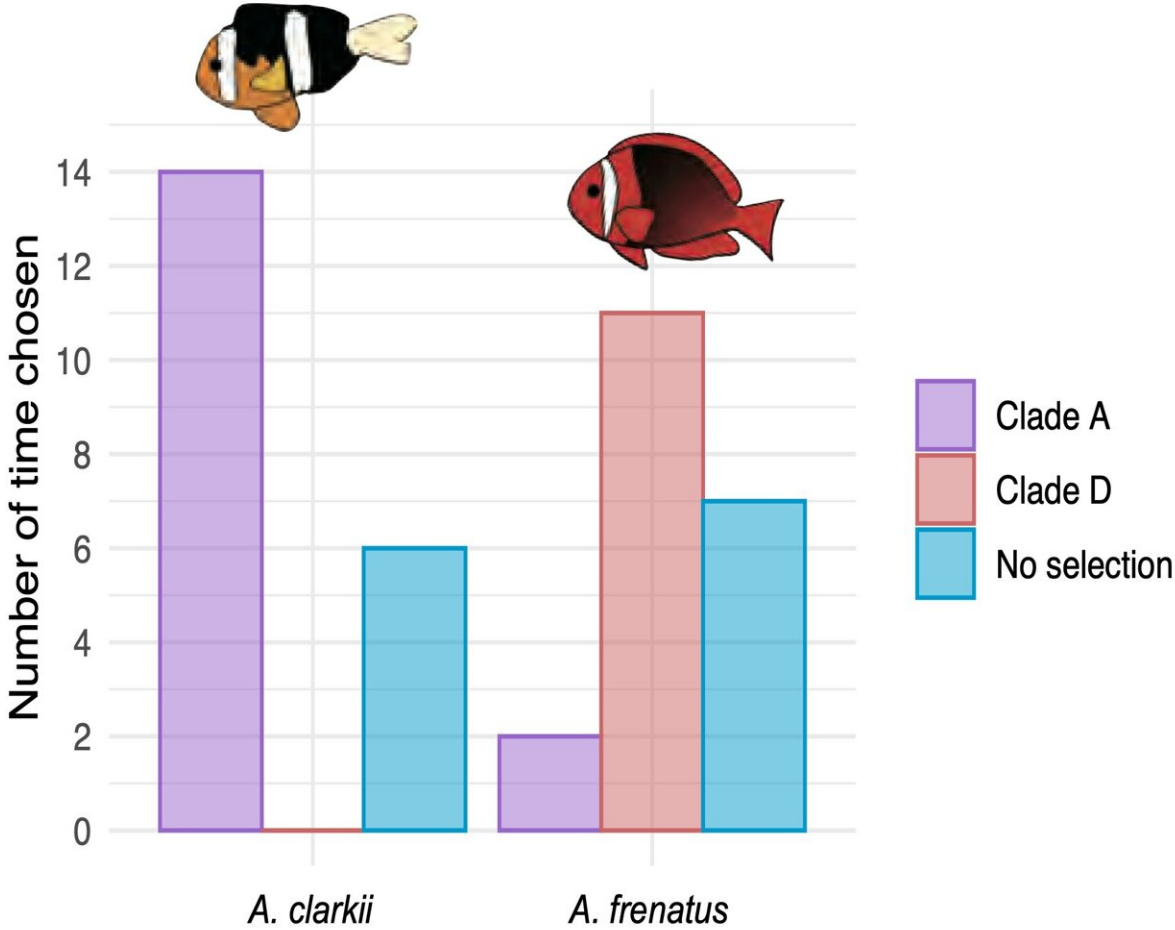 Number of time chosen
14
12
10
8
6
4
2
0
A. clarkii
A. frenatus
Clade A
Clade D
No selection